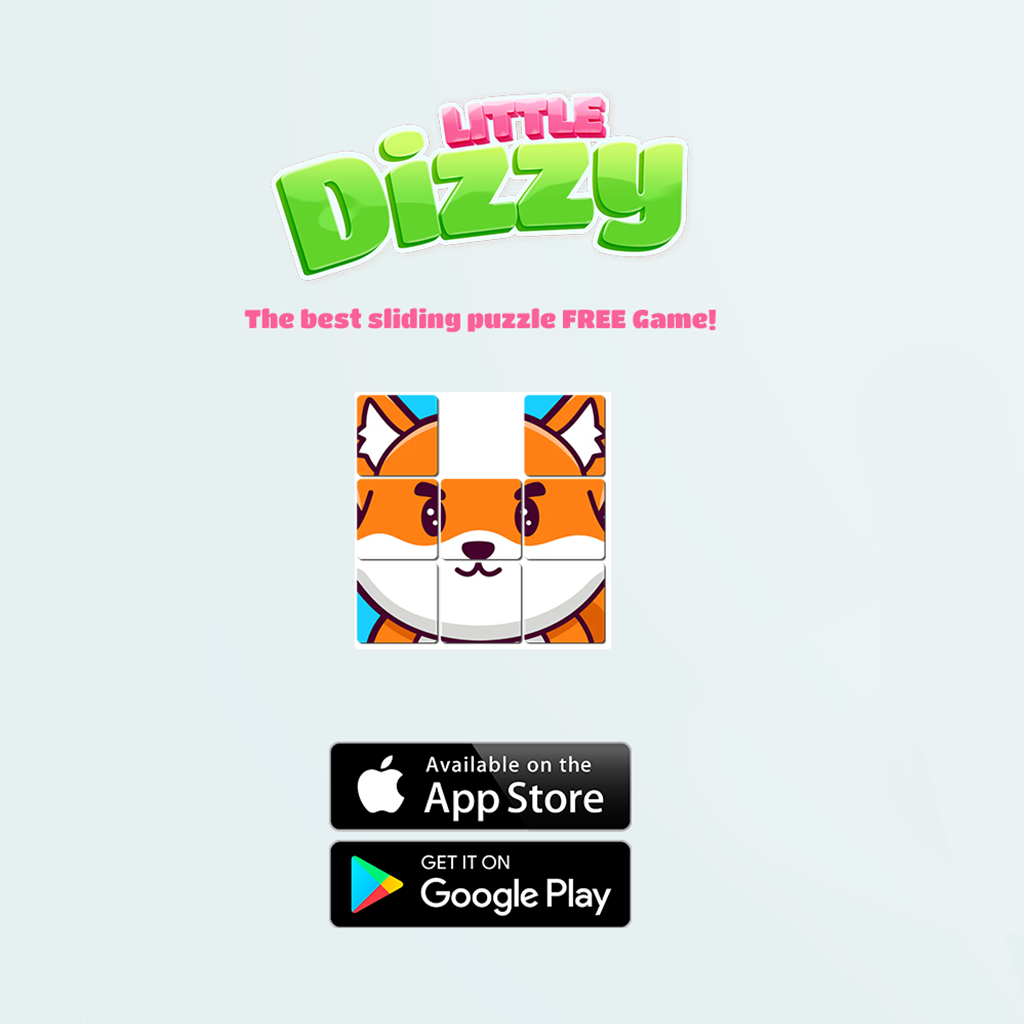 LITTLE
Dizzy
The best sliding puzzle FREE Game!
Available on the
App Store
GET IT ON
Google Play